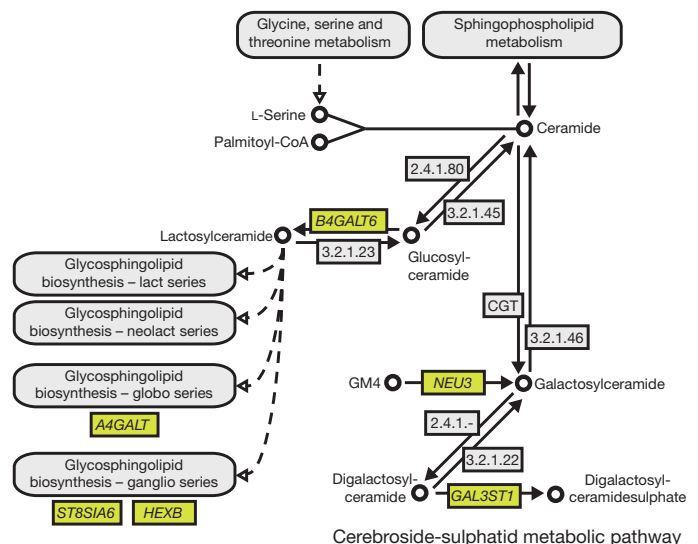 Glycine, serine and
threonine metabolism
Sphingophospholipid
metabolism
L-Serine
Palmitoyl-CoA
Ceramide
2.4.1.80
3.2.1.45
B4GALT6
Lactosylceramide
3.2.1.23
Glucosyl-
ceramide
Glycosphingolipid
biosynthesis – lact series
Glycosphingolipid
biosynthesis – neolact series
CGT
3.2.1.46
Glycosphingolipid
biosynthesis – globo series
A4GALT
GM4
NEU3
Galactosylceramide
2.4.1.-
3.2.1.22
Glycosphingolipid
biosynthesis – ganglio series
ST8SIA6
HEXB
Digalactosyl-
ceramide
GAL3ST1
Digalactosyl-
ceramidesulphate
Cerebroside-sulphatid metabolic pathway